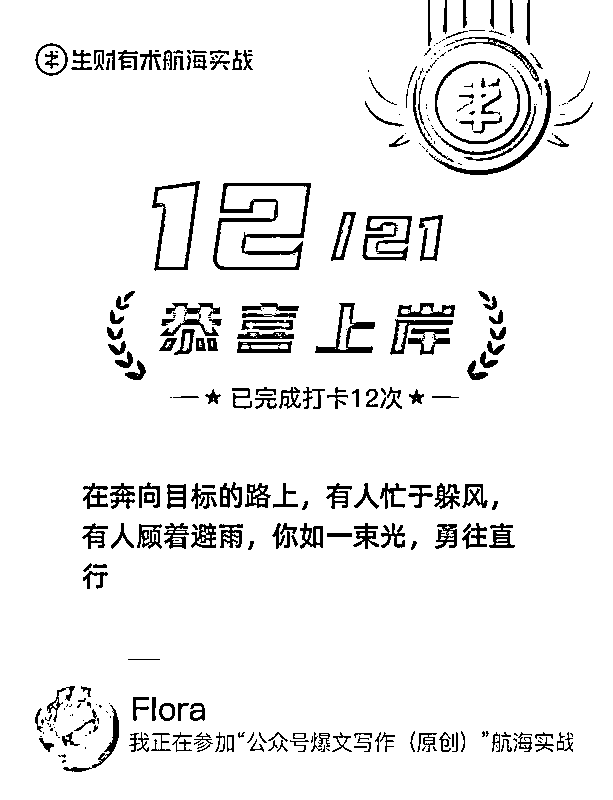 生财有术航海实战
12/21
恭喜上岸
已完成打卡12次
在奔向目标的路上，有人忙于躲风，
有人顾着避雨，你如一束光，勇往直
行
Flora
我正在参加“公众号爆文写作（原创）”航海实战